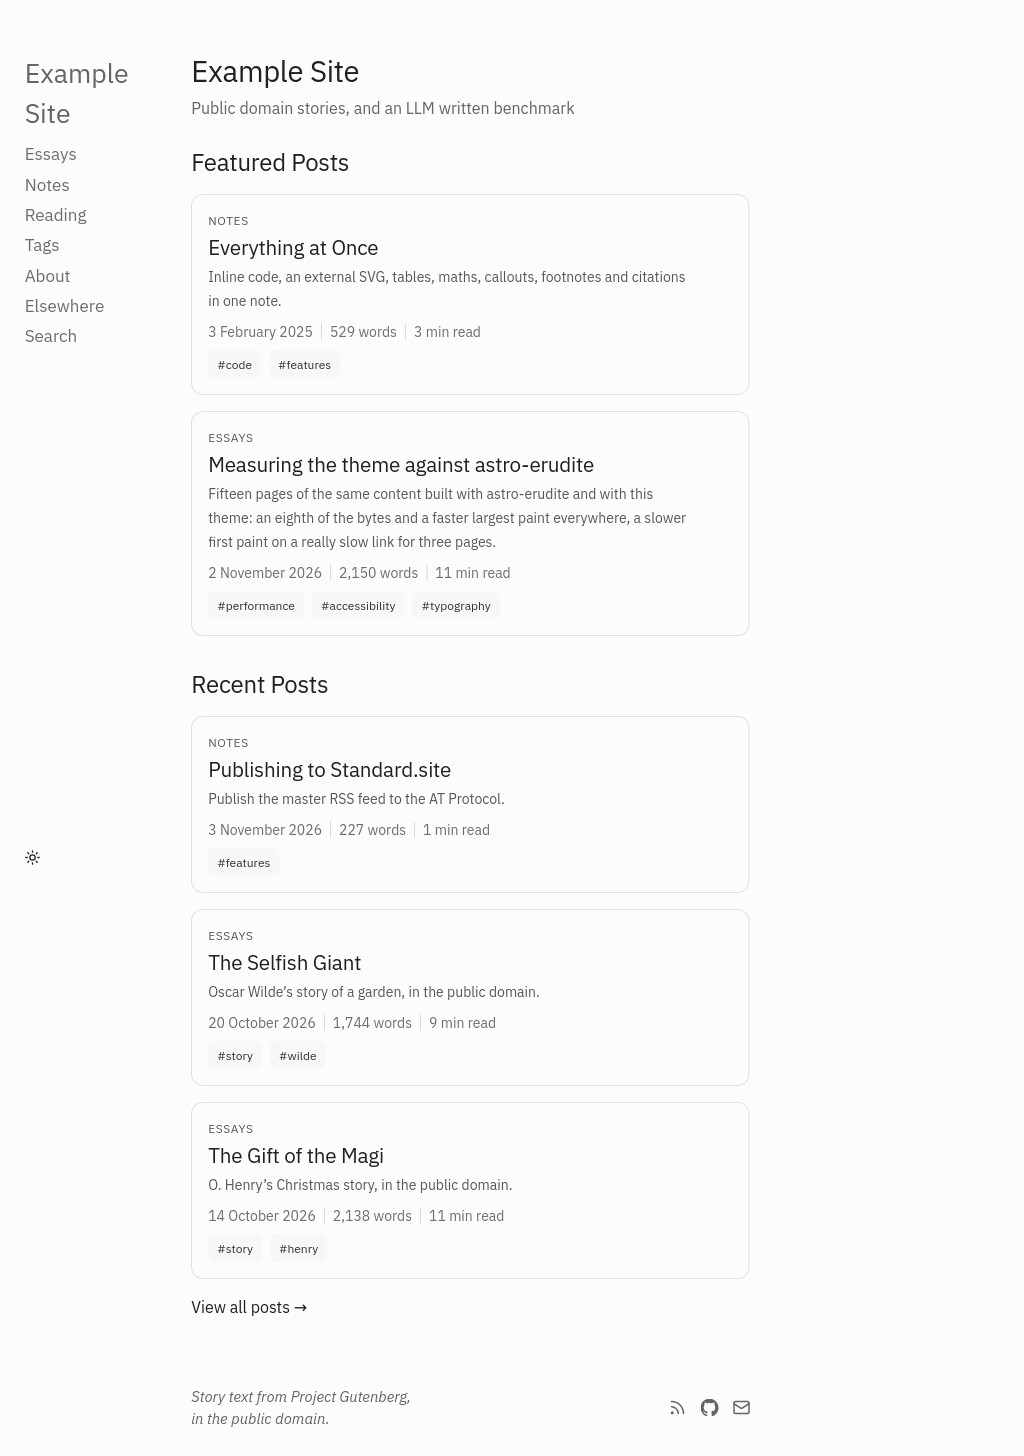 Example
Site
Essays
Notes
Reading
Tags
About
Elsewhere
Search
Example Site
Public domain stories, and an LLM written benchmark
Featured Posts
NOTES
Everything at Once
Inline code, an external SVG, tables, maths, callouts, footnotes and citations
in one note.
3 February 2025 529 words 3 min read
#code #features
ESSAYS
Measuring the theme against astro-erudite
Fifteen pages of the same content built with astro-erudite and with this
theme: an eighth of the bytes and a faster largest paint everywhere, a slower
first paint on a really slow link for three pages.
2 November 2026 2,150 words 11 min read
#performance #accessibility #typography
Recent Posts
NOTES
Publishing to Standard.site
Publish the master RSS feed to the AT Protocol.
3 November 2026 227 words 1 min read
#features
ESSAYS
The Selfish Giant
Oscar Wilde’s story of a garden, in the public domain.
20 October 2026 1,744 words 9 min read
#story #wilde
ESSAYS
The Gift of the Magi
O. Henry’s Christmas story, in the public domain.
14 October 2026 2,138 words 11 min read
#story #henry
View all posts →
Story text from Project Gutenberg,
in the public domain.